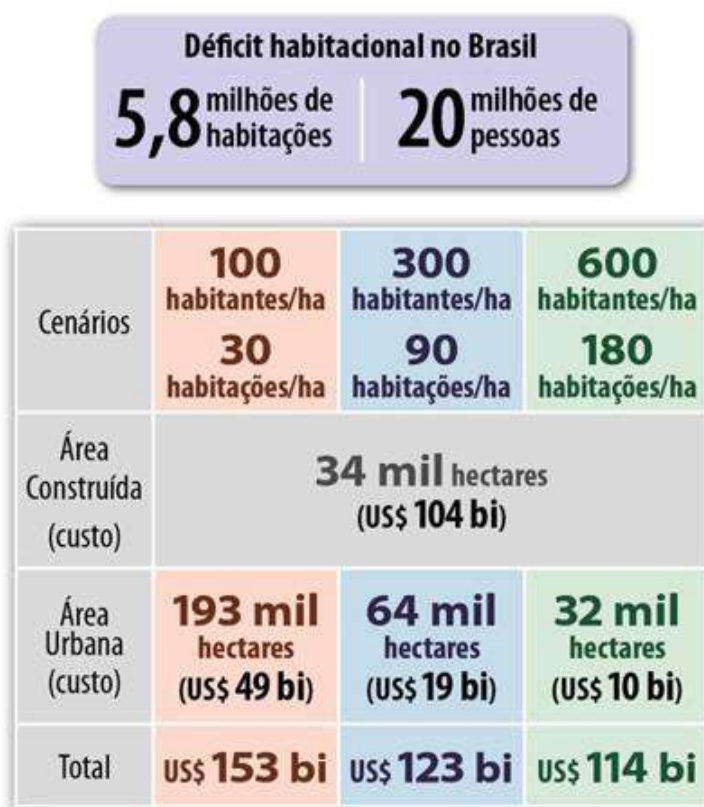 Déficit habitacional no Brasil
5,8 milhões de
habitações
20 milhões de
pessoas
Cenários
100
habitantes/ha
30
habitações/ha
300
habitantes/ha
90
habitações/ha
600
habitantes/ha
180
habitações/ha
Área
Construída
(custo)
34 mil hectares
(US$ 104 bi)
Área
Urbana
(custo)
193 mil
hectares
(US$ 49 bi)
64 mil
hectares
(US$ 19 bi)
32 mil
hectares
(US$ 10 bi)
Total
US$ 153 bi
US$ 123 bi
US$ 114 bi